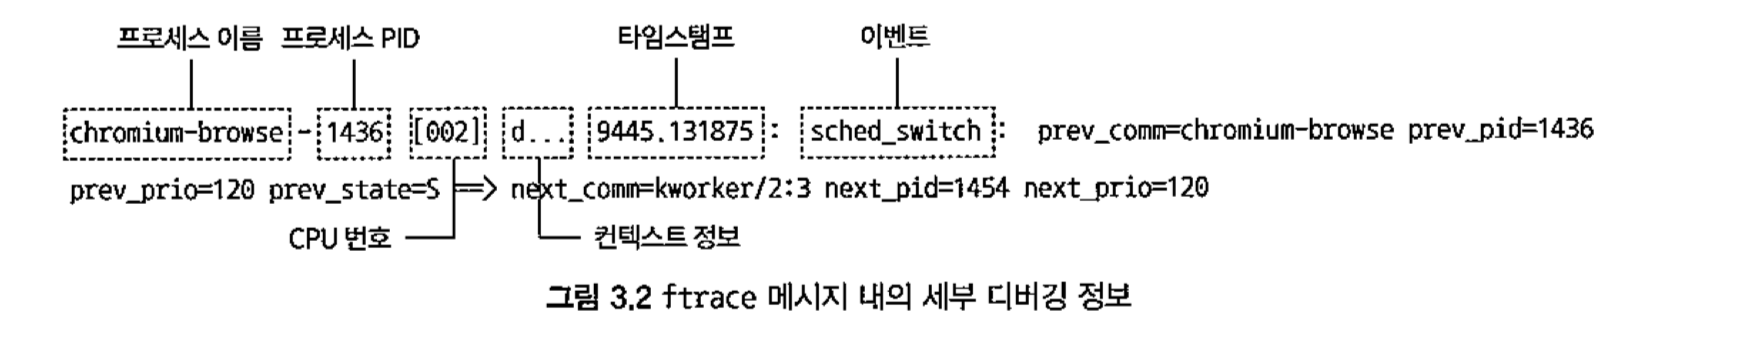 프로세스 이름 프로세스 PID 타임스탬프 이벤트
chromium-browse-1436 [002] d... 9445.131875: sched_switch: prev_comm=chromium-browse prev_pid=1436
prev_prio=120 prev_state=S ==> next_comm=kworker/2:3 next_pid=1454 next_prio=120
CPU 번호 컨텍스트 정보
그림 3.2 ftrace 메시지 내의 세부 디버깅 정보